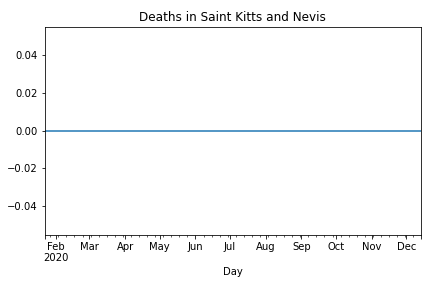 Deaths in Saint Kitts and Nevis
0.04
0.02
0.00
−0.02
−0.04
Feb Mar Apr May Jun Jul Aug Sep Oct Nov Dec
2020
Day